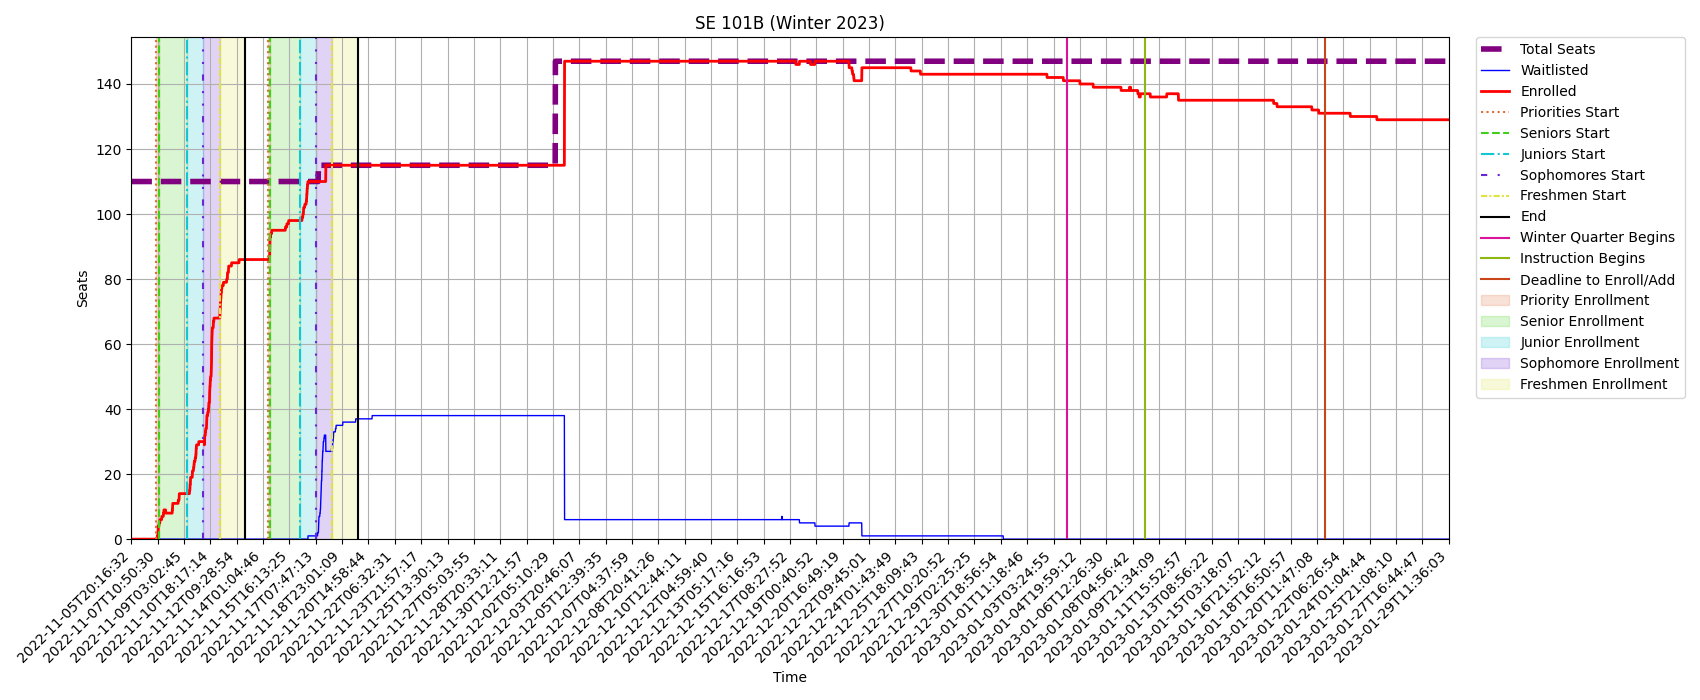 SE 101B (Winter 2023)
Seats
140
120
100
80
60
40
20
0
2022-11-05T20:16:32
2022-11-07T10:50:30
2022-11-09T03:02:45
2022-11-10T18:17:14
2022-11-12T09:28:54
2022-11-14T01:04:46
2022-11-15T16:13:25
2022-11-17T07:47:13
2022-11-18T23:01:09
2022-11-20T14:58:44
2022-11-22T06:32:31
2022-11-23T21:57:17
2022-11-25T13:30:13
2022-11-27T05:03:55
2022-11-28T20:33:11
2022-11-30T12:21:57
2022-12-02T05:10:29
2022-12-03T20:46:07
2022-12-05T12:39:35
2022-12-07T04:37:59
2022-12-08T20:41:26
2022-12-10T12:44:11
2022-12-12T04:59:40
2022-12-13T05:17:16
2022-12-15T16:16:53
2022-12-17T08:27:52
2022-12-19T00:40:52
2022-12-20T16:49:19
2022-12-22T09:45:01
2022-12-24T01:43:49
2022-12-25T18:09:43
2022-12-27T10:20:52
2022-12-29T02:25:25
2022-12-30T18:56:54
2023-01-01T11:18:46
2023-01-03T03:24:55
2023-01-04T19:59:12
2023-01-06T12:26:30
2023-01-08T04:56:42
2023-01-09T21:34:09
2023-01-11T15:52:57
2023-01-13T08:56:22
2023-01-15T03:18:07
2023-01-16T21:52:12
2023-01-18T16:50:57
2023-01-20T11:47:08
2023-01-22T06:26:54
2023-01-24T01:04:44
2023-01-25T21:08:10
2023-01-27T16:44:47
2023-01-29T11:36:03
Time
Total Seats
Waitlisted
Enrolled
Priorities Start
Seniors Start
Juniors Start
Sophomores Start
Freshmen Start
End
Winter Quarter Begins
Instruction Begins
Deadline to Enroll/Add
Priority Enrollment
Senior Enrollment
Junior Enrollment
Sophomore Enrollment
Freshmen Enrollment